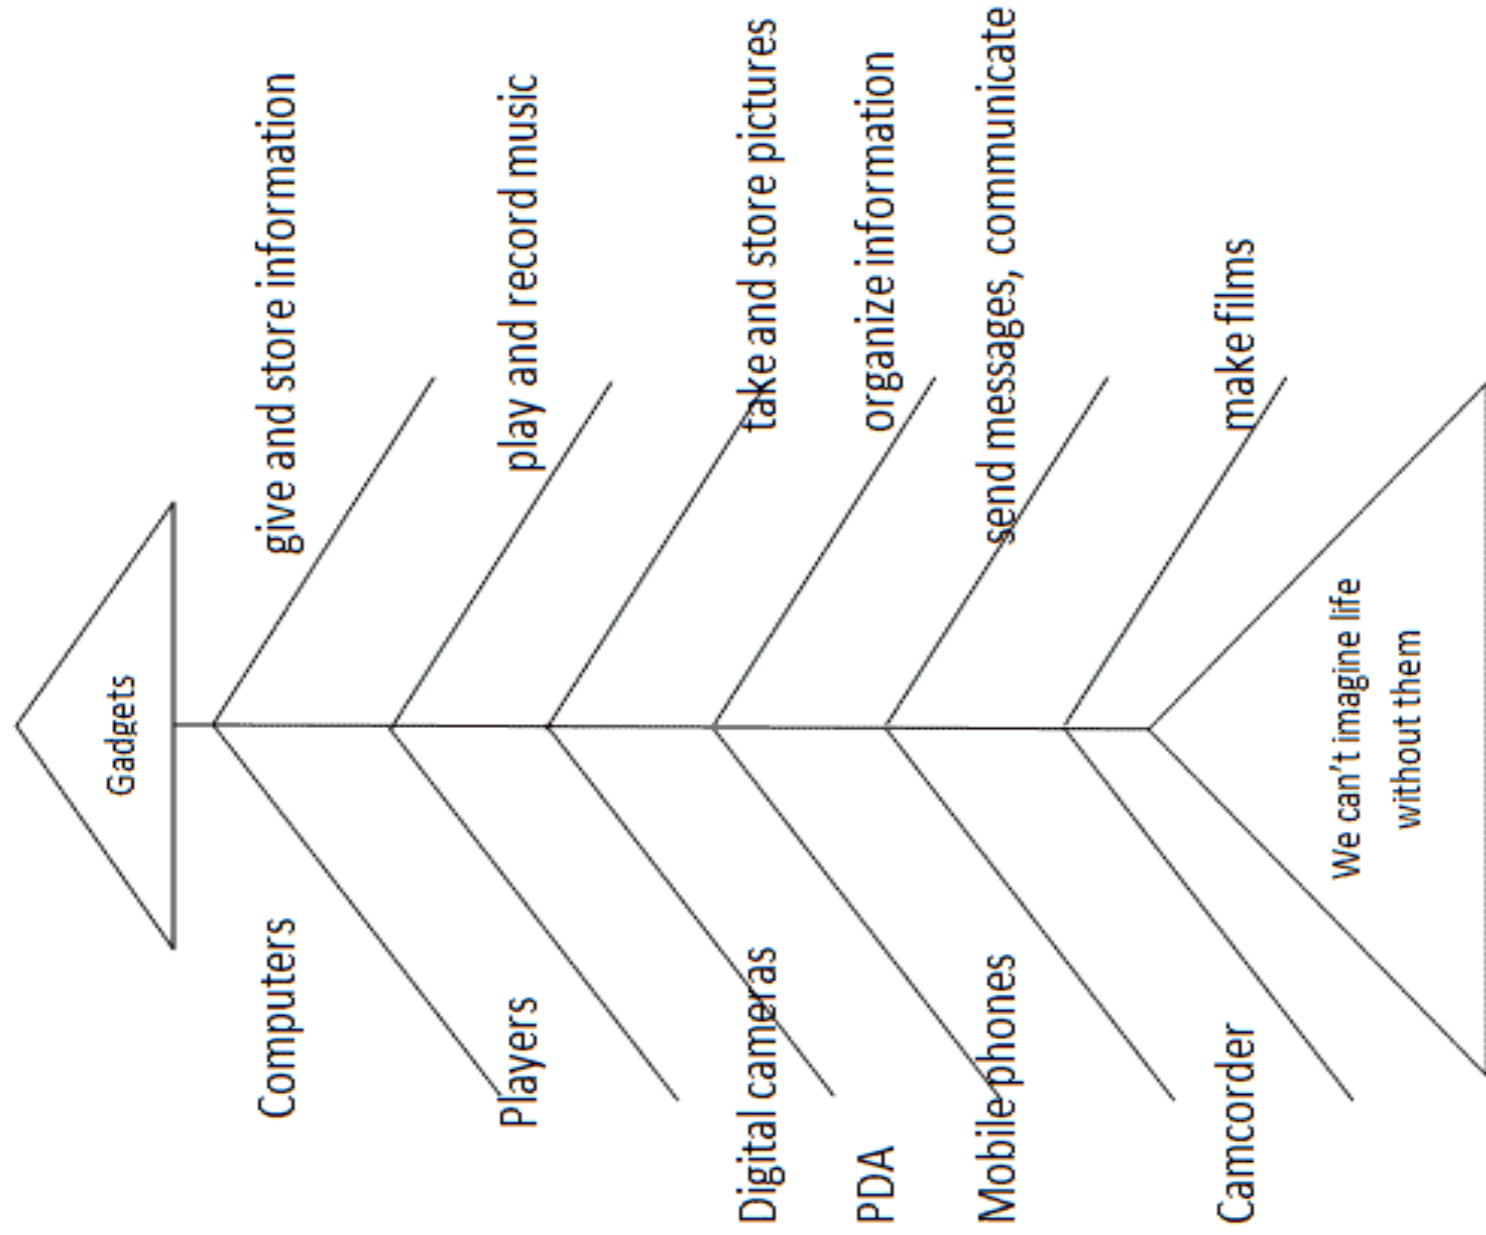 Gadgets
Computers
give and store information
Players
play and record music
Digital cameras
take and store pictures
PDA
organize information
Mobile phones
send messages, communicate
Camcorder
make films
We can't imagine life
without them